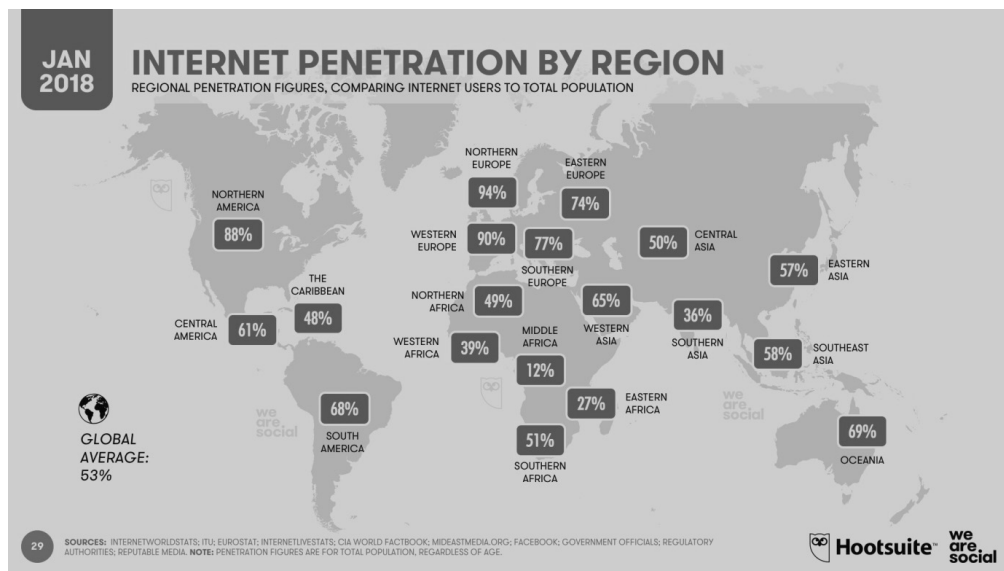 JAN
2018
INTERNET PENETRATION BY REGION
REGIONAL PENETRATION FIGURES, COMPARING INTERNET USERS TO TOTAL POPULATION
NORTHERN
AMERICA
88%
THE
CARIBBEAN
48%
CENTRAL
AMERICA
61%
68%
SOUTH
AMERICA
NORTHERN
EUROPE
94%
EASTERN
EUROPE
74%
WESTERN
EUROPE
90%
77%
SOUTHERN
EUROPE
50%
CENTRAL
ASIA
57%
EASTERN
ASIA
NORTHERN
AFRICA
49%
65%
WESTERN
ASIA
36%
SOUTHERN
ASIA
58%
SOUTHEAST
ASIA
WESTERN
AFRICA
39%
MIDDLE
AFRICA
12%
27%
EASTERN
AFRICA
51%
SOUTHERN
AFRICA
69%
OCEANIA
we
are
social
we
are
social
GLOBAL
AVERAGE:
53%
29
SOURCES: INTERNETWORLDSTATS; ITU; EUROSTAT; INTERNETLIVESTATS; CIA WORLD FACTBOOK; MIDEASTMEDIA.ORG; FACEBOOK; GOVERNMENT OFFICIALS; REGULATORY
AUTHORITIES; REPUTABLE MEDIA. NOTE: PENETRATION FIGURES ARE FOR TOTAL POPULATION, REGARDLESS OF AGE.
Hootsuite™
we
are
social